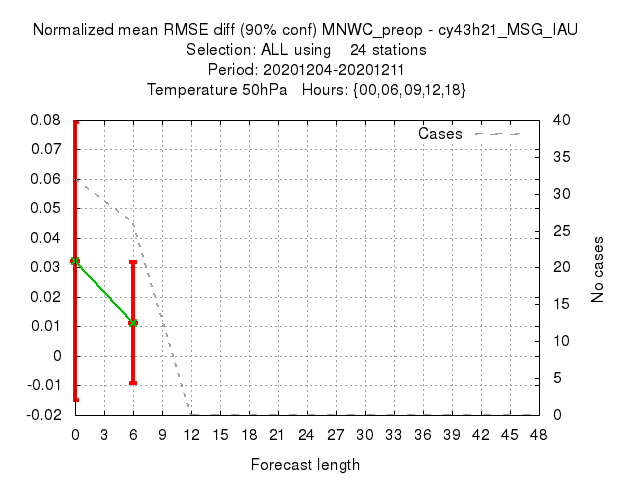 Normalized mean RMSE diff (90% conf) MNWC_preop - cy43h21_MSG_IAU
Selection: ALL using 24 stations
Period: 20201204-20201211
Temperature 50hPa Hours: {00,06,09,12,18}
Cases
0.08
0.07
0.06
0.05
0.04
0.03
0.02
0.01
0
-0.01
-0.02
40
35
30
25
20
15
10
5
0
No cases
0 3 6 9 12 15 18 21 24 27 30 33 36 39 42 45 48
Forecast length